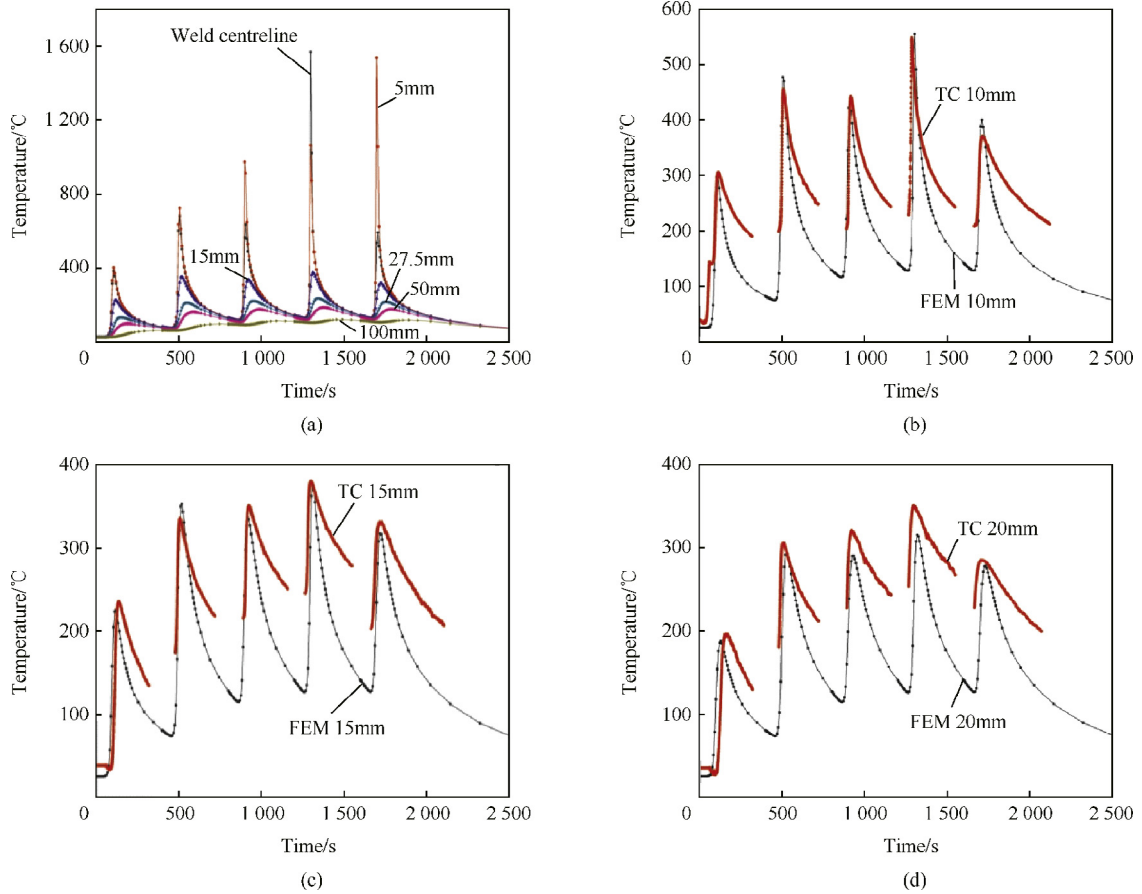 1 600
1 200
800
400
Temperature/℃
Weld centreline
5mm
15mm
27.5mm
50mm
100mm
0
500
1 000
1 500
2 000
2 500
Time/s
(a)
600
500
400
300
200
100
Temperature/℃
TC 10mm
FEM 10mm
0
500
1 000
1 500
2 000
2 500
Time/s
(b)
400
300
200
100
Temperature/℃
TC 15mm
FEM 15mm
0
500
1 000
1 500
2 000
2 500
Time/s
(c)
400
300
200
100
Temperature/℃
TC 20mm
FEM 20mm
0
500
1 000
1 500
2 000
2 500
Time/s
(d)